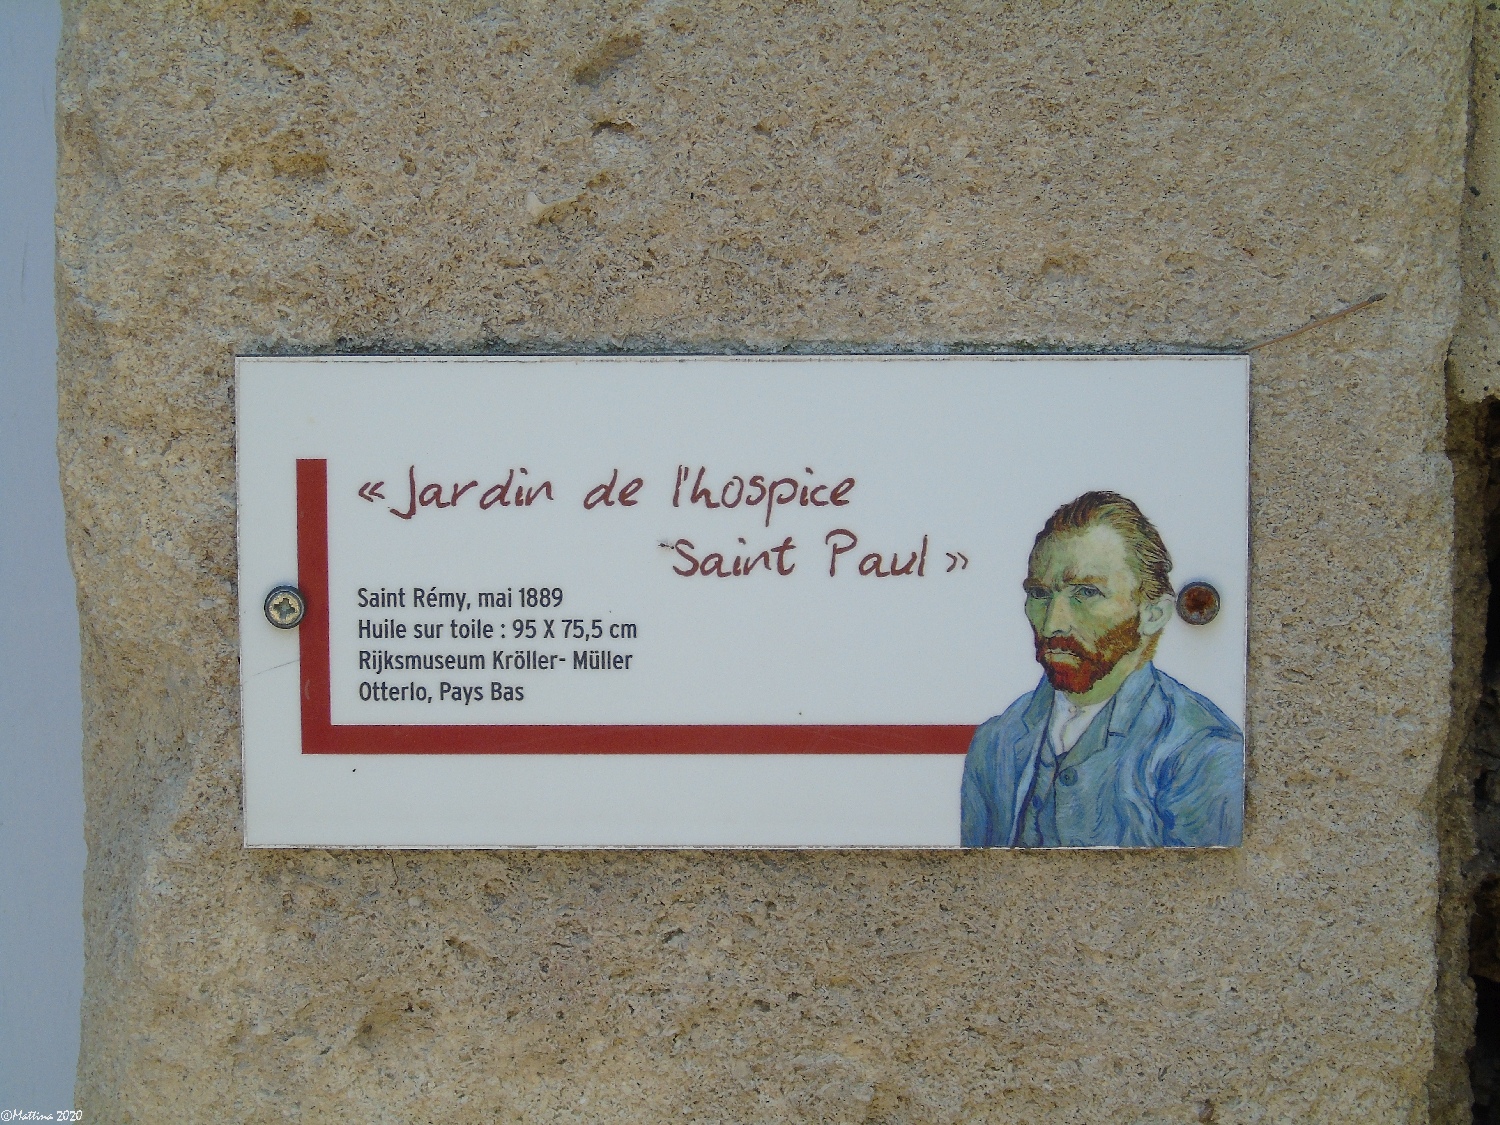 « Jardin de l'hospice
Saint Paul »
Saint Rémy, mai 1889
Huile sur toile : 95 X 75,5 cm
Rijksmuseum Kröller- Müller
Otterlo, Pays Bas
©Mattina 2020